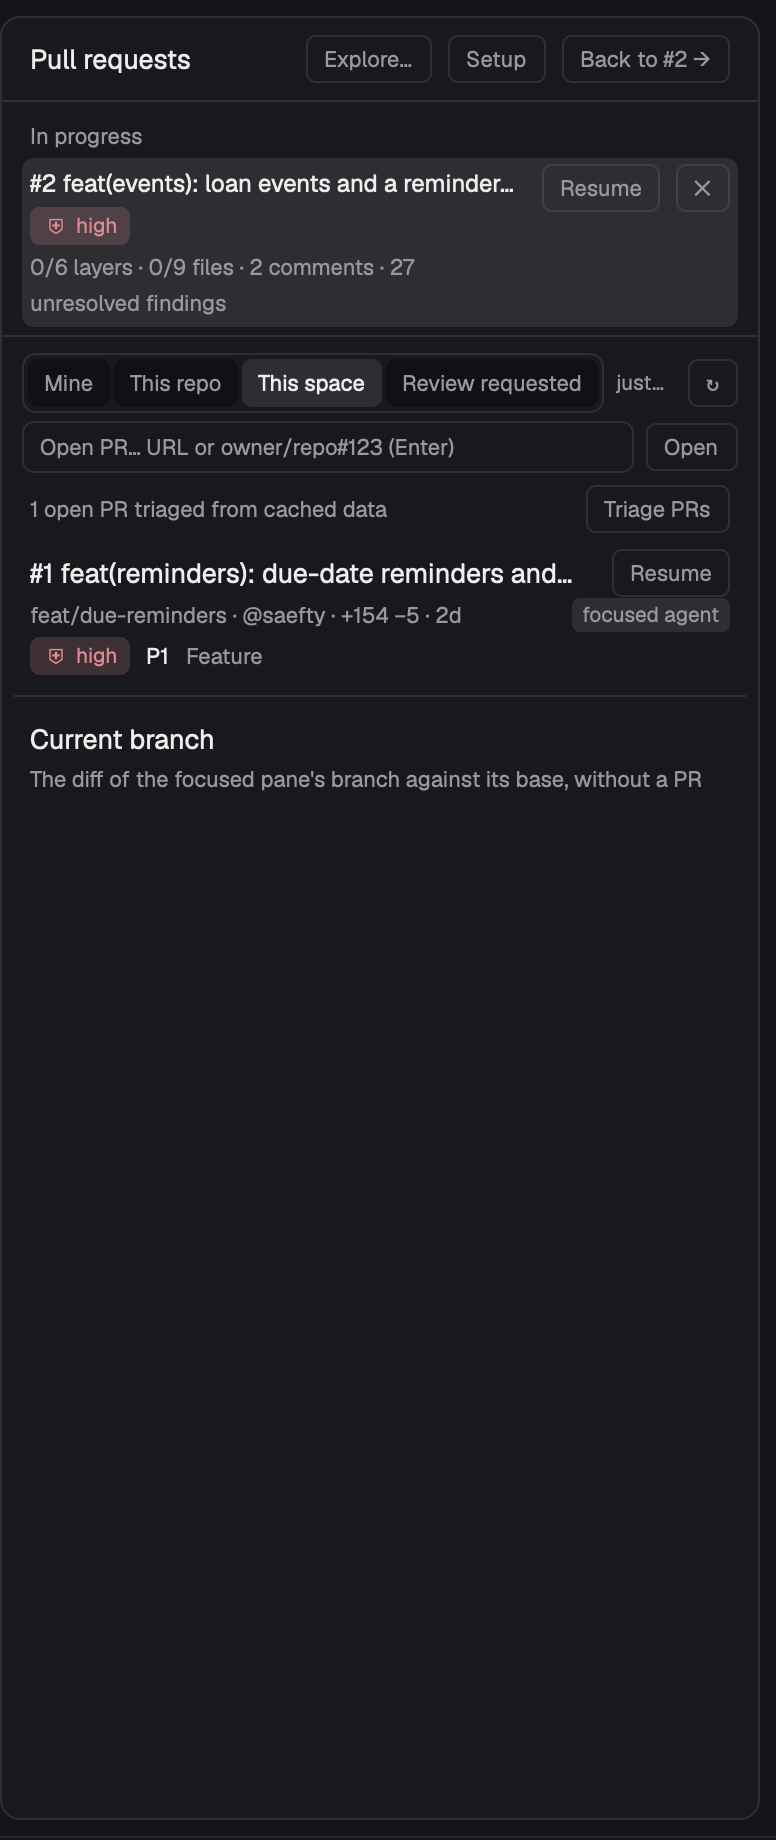 Pull requests
Explore…
Setup
Back to #2 →
In progress
#2 feat(events): loan events and a reminder…
Resume
×
high
0/6 layers · 0/9 files · 2 comments · 27
unresolved findings
Mine
This repo
This space
Review requested
just…
↻
Open PR… URL or owner/repo#123 (Enter)
Open
1 open PR triaged from cached data
Triage PRs
#1 feat(reminders): due-date reminders and…
Resume
feat/due-reminders · @saefty · +154 −5 · 2d
focused agent
high P1 Feature
Current branch
The diff of the focused pane's branch against its base, without a PR